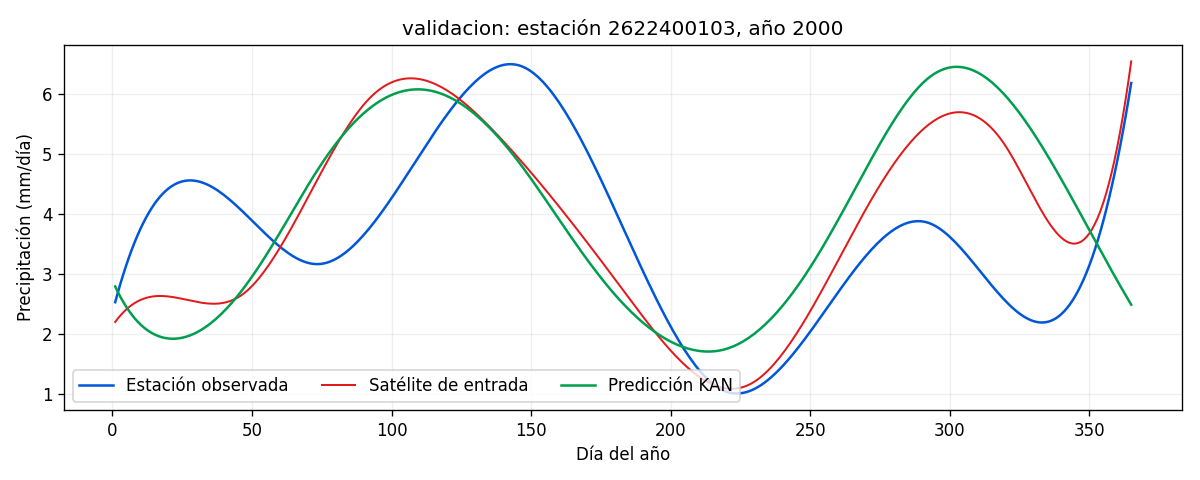 validacion: estación 2622400103, año 2000
Precipitación (mm/día)
6
5
4
3
2
1
Estación observada Satélite de entrada Predicción KAN
0 50 100 150 200 250 300 350
Día del año